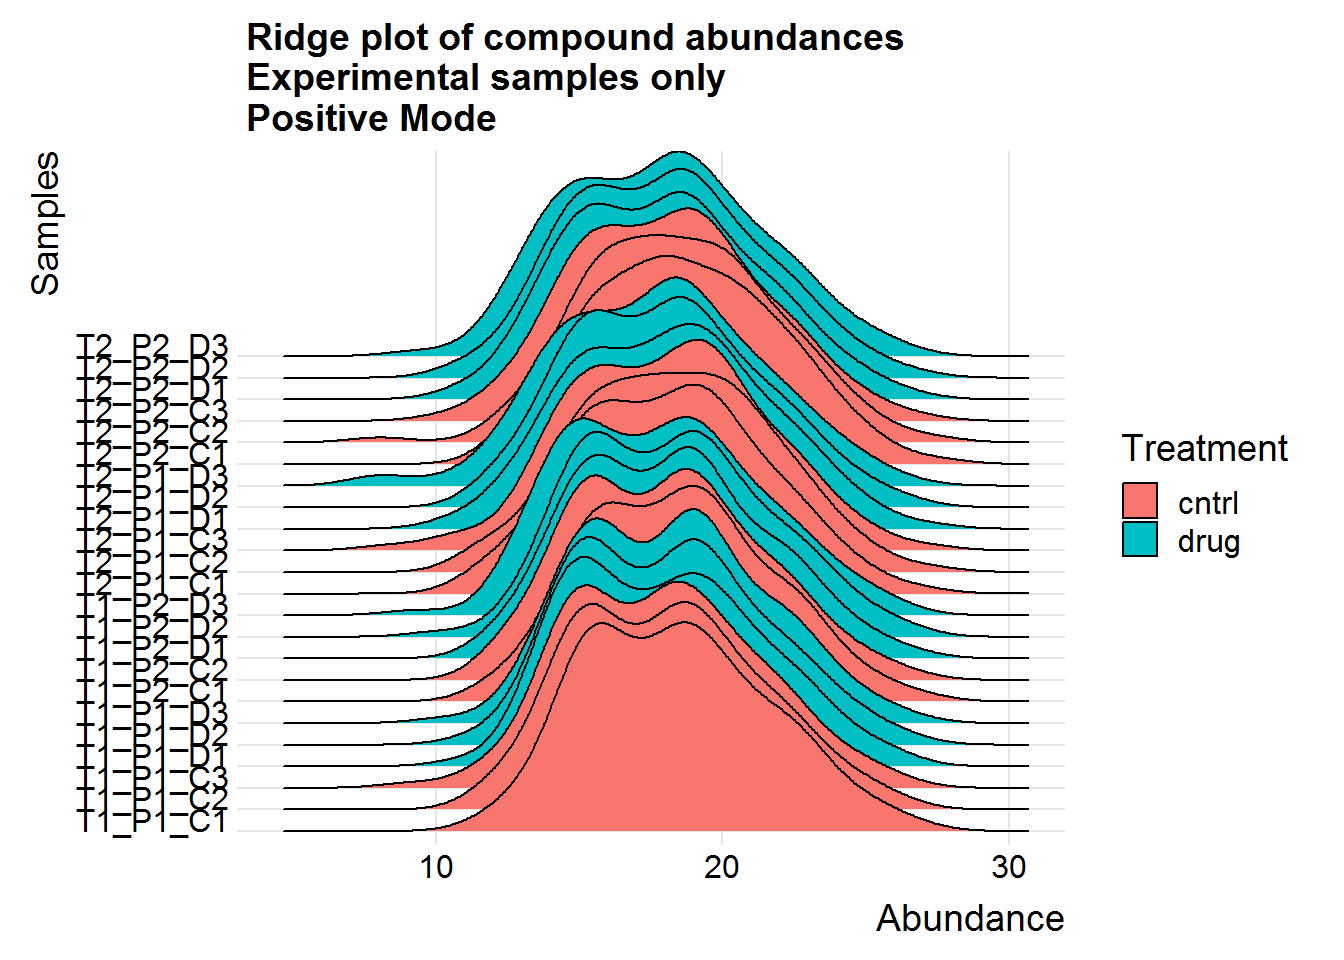 Ridge plot of compound abundances
Experimental samples only
Positive Mode
Samples
T2_P2_D3
T2_P2_D2
T2_P2_D1
T2_P2_C3
T2_P2_C2
T2_P2_C1
T2_P1_D3
T2_P1_D2
T2_P1_D1
T2_P1_C3
T2_P1_C2
T2_P1_C1
T1_P2_D3
T1_P2_D2
T1_P2_D1
T1_P2_C2
T1_P2_C1
T1_P1_D3
T1_P1_D2
T1_P1_D1
T1_P1_C3
T1_P1_C2
T1_P1_C1
10 20 30
Abundance
Treatment
cntrl
drug